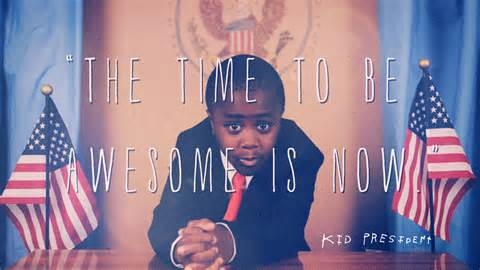 “THE TIME TO BE
AWESOME IS NOW.”
KID PRESIDENT